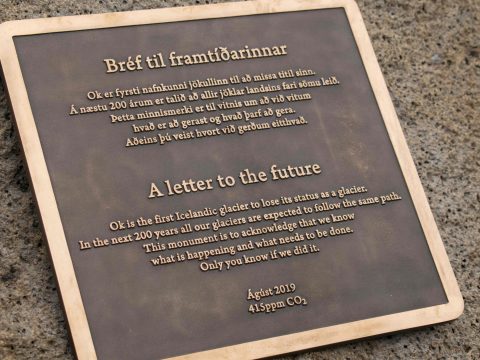 Bréf til framtíðarinnar
Ok er fyrsti nafnkunni jökullinn til að missa titil sinn.
Á næstu 200 árum er talið að allir jöklar landsins fari sömu leið.
Þetta minnismerki er til vitnis um að við vitum
hvað er að gerast og hvað þarf að gera.
Aðeins þú veist hvort við gerðum eitthvað.
A letter to the future
Ok is the first Icelandic glacier to lose its status as a glacier.
In the next 200 years all our glaciers are expected to follow the same path.
This monument is to acknowledge that we know
what is happening and what needs to be done.
Only you know if we did it.
Ágúst 2019
415ppm CO₂